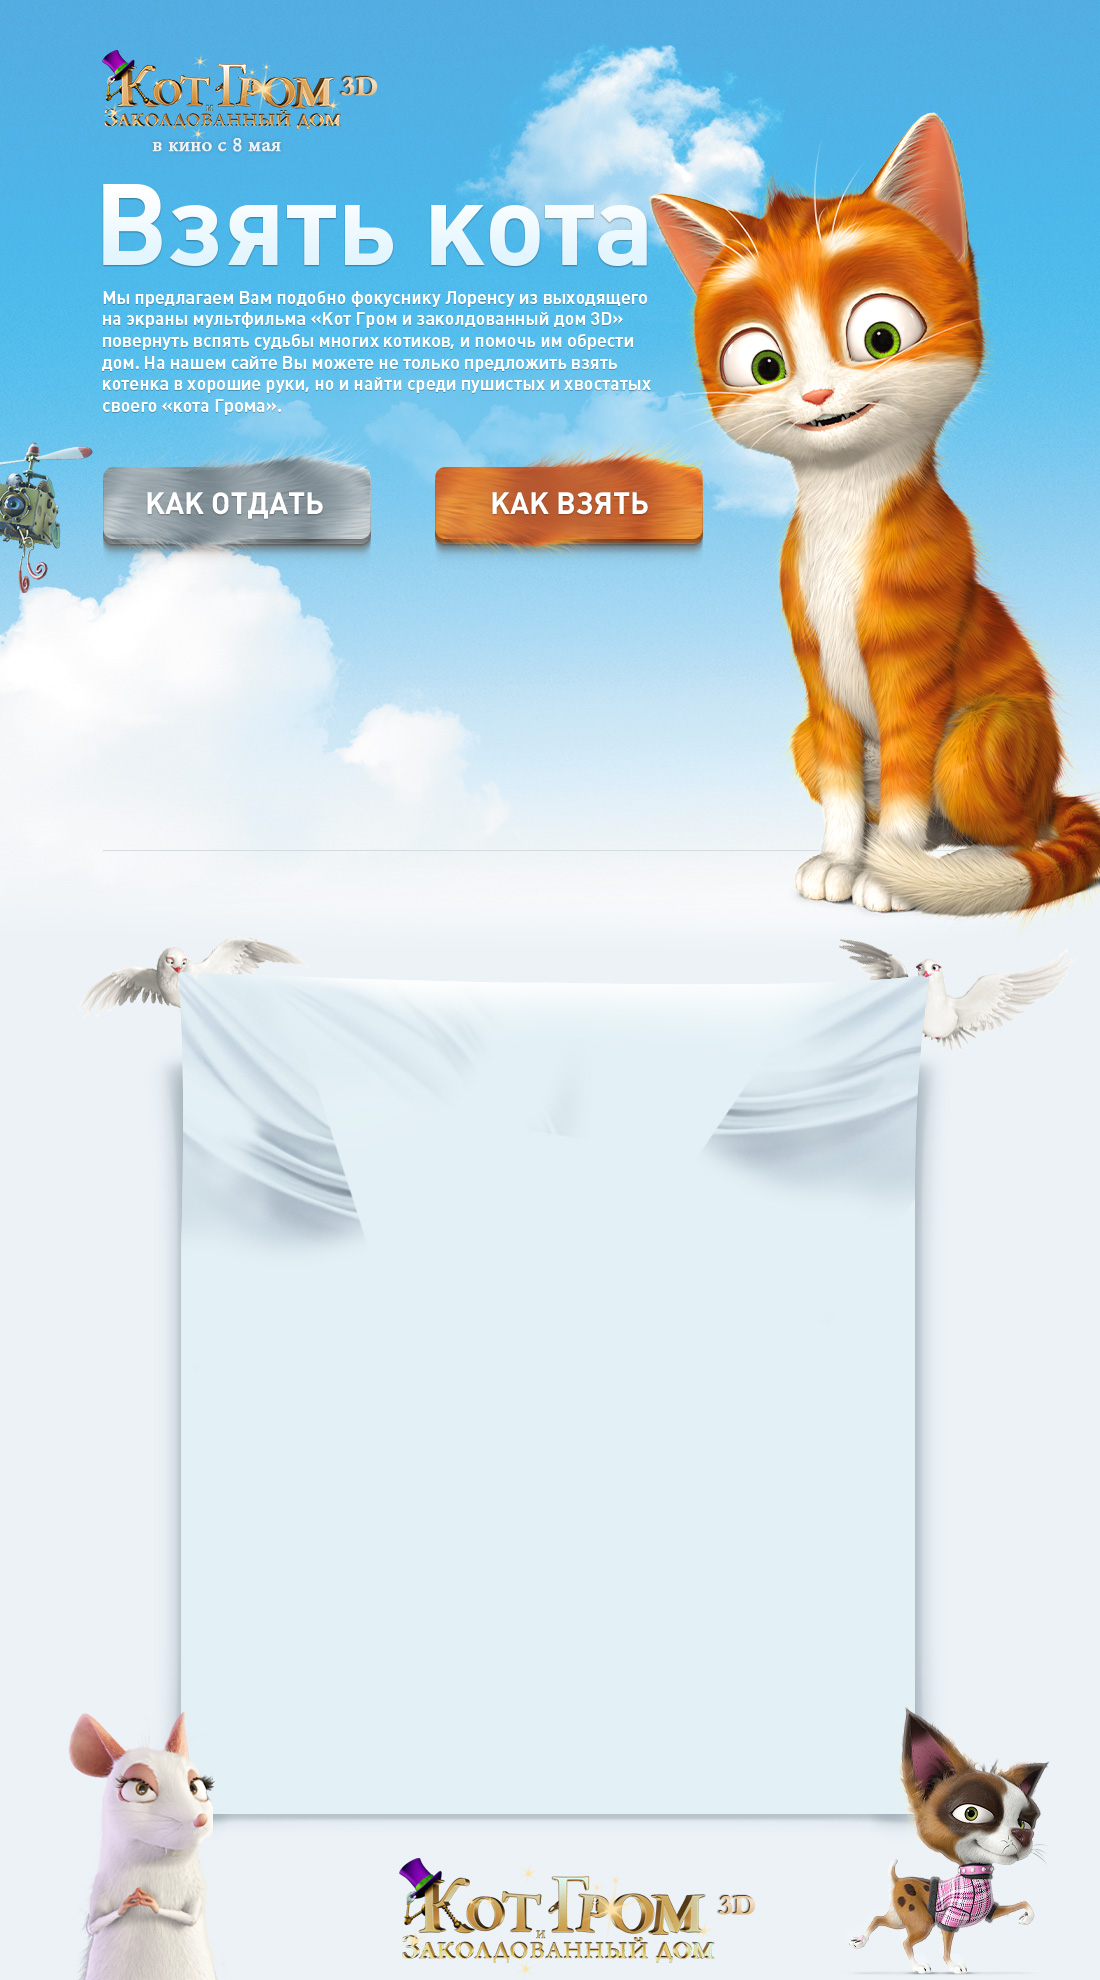 Кот Гром 3D
и
Заколдованный дом
в кино с 8 мая
Взять кота
Мы предлагаем Вам подобно фокуснику Лоренсу из выходящего
на экраны мультфильма «Кот Гром и заколдованный дом 3D»
повернуть вспять судьбы многих котиков, и помочь им обрести
дом. На нашем сайте Вы можете не только предложить взять
котенка в хорошие руки, но и найти среди пушистых и хвостатых
своего «кота Грома».
КАК ОТДАТЬ
КАК ВЗЯТЬ
Кот Гром 3D
и
Заколдованный дом